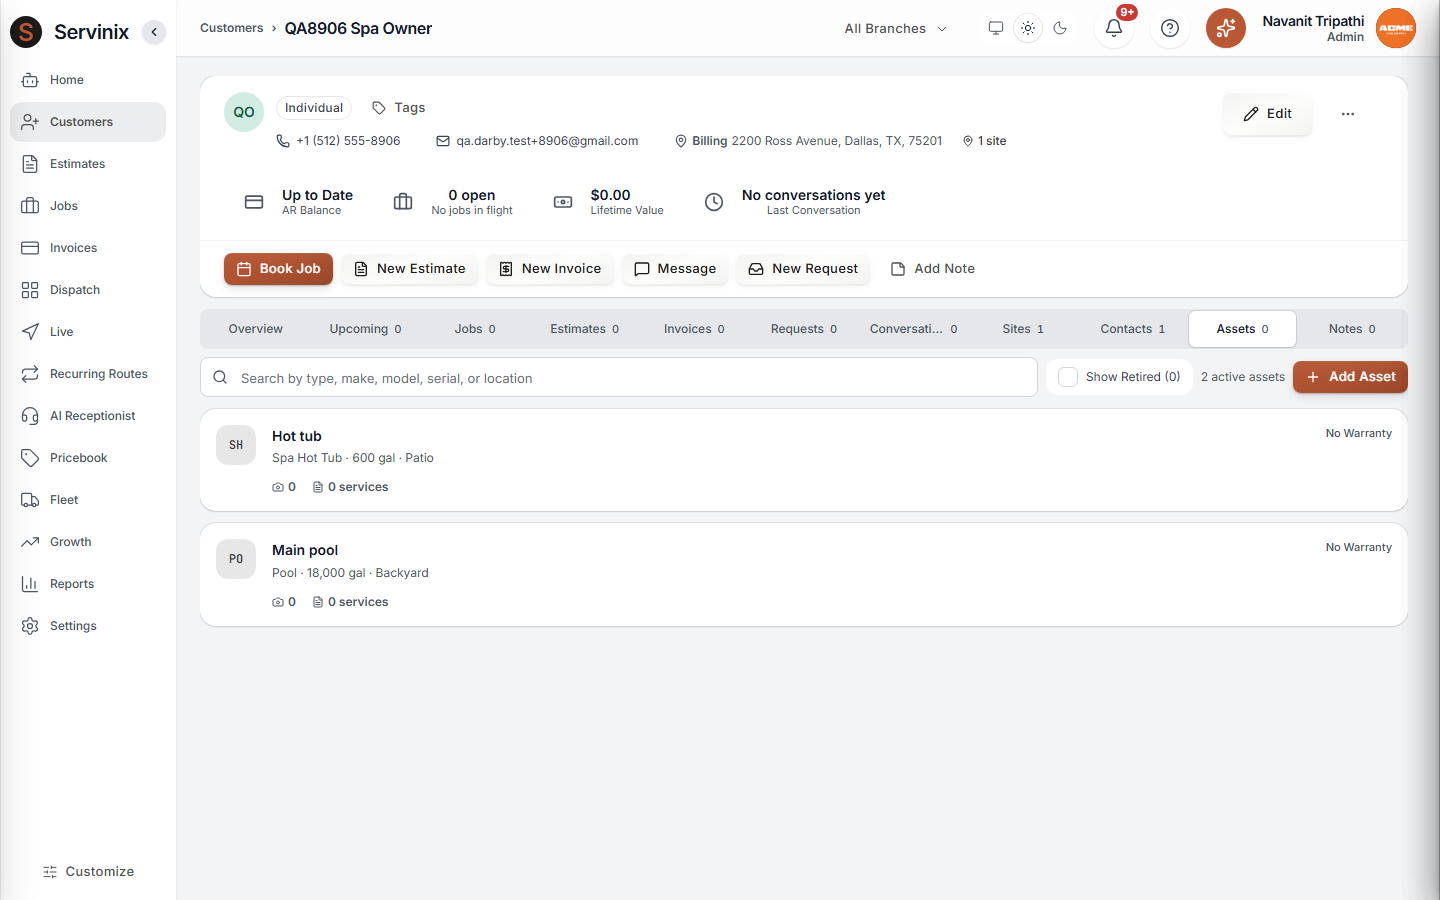 S Servinix
Customers › QA8906 Spa Owner
All Branches
9+
Navanit Tripathi
Admin
ACME
Home
Customers
Estimates
Jobs
Invoices
Dispatch
Live
Recurring Routes
AI Receptionist
Pricebook
Fleet
Growth
Reports
Settings
Customize
QO
Individual
Tags
Edit
+1 (512) 555-8906
qa.darby.test+8906@gmail.com
Billing 2200 Ross Avenue, Dallas, TX, 75201
1 site
Up to Date
AR Balance
0 open
No jobs in flight
$0.00
Lifetime Value
No conversations yet
Last Conversation
Book Job
New Estimate
New Invoice
Message
New Request
Add Note
Overview
Upcoming 0
Jobs 0
Estimates 0
Invoices 0
Requests 0
Conversati... 0
Sites 1
Contacts 1
Assets 0
Notes 0
Search by type, make, model, serial, or location
Show Retired (0)
2 active assets
+ Add Asset
SH
Hot tub
No Warranty
Spa Hot Tub · 600 gal · Patio
0
0 services
PO
Main pool
No Warranty
Pool · 18,000 gal · Backyard
0
0 services